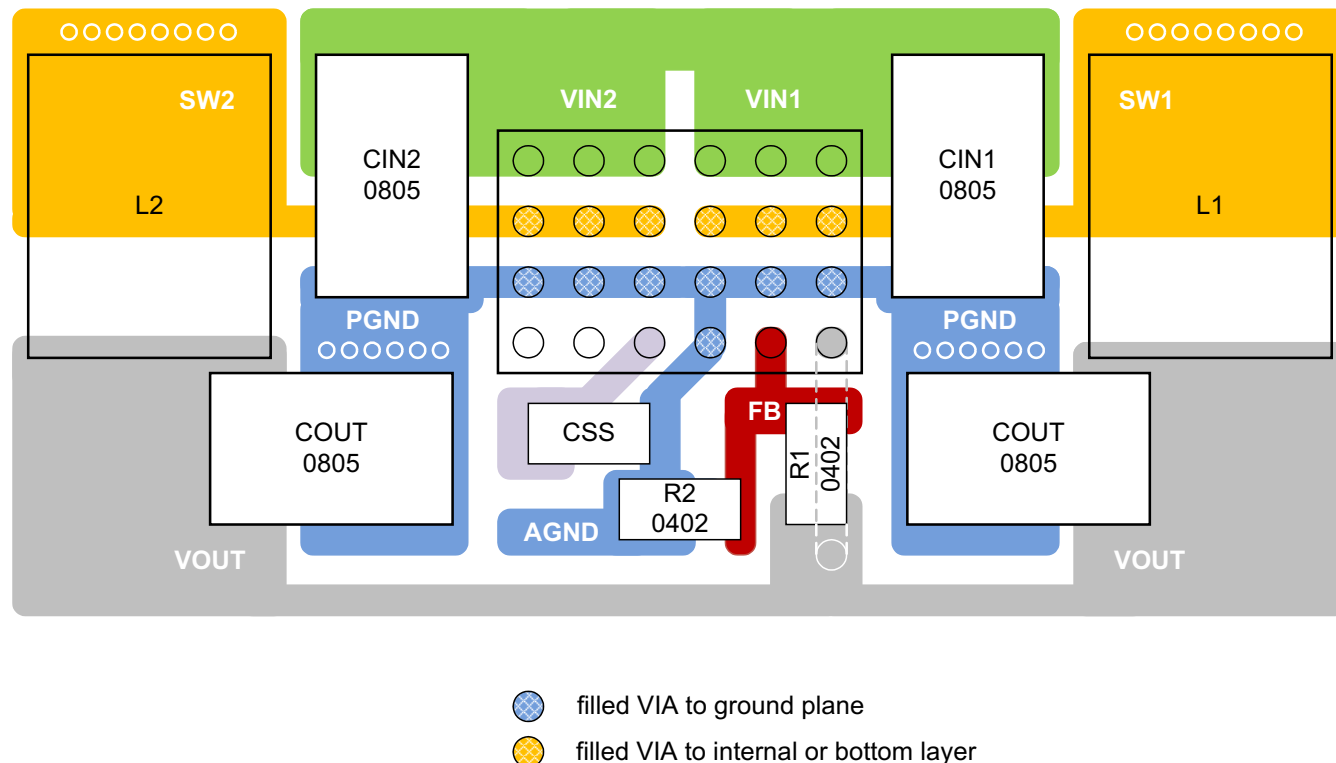 SW2
VIN2
VIN1
SW1
CIN2
0805
CIN1
0805
L2
L1
PGND
PGND
FB
COUT
0805
CSS
R1
0402
COUT
0805
R2
0402
AGND
VOUT
VOUT
filled VIA to ground plane
filled VIA to internal or bottom layer